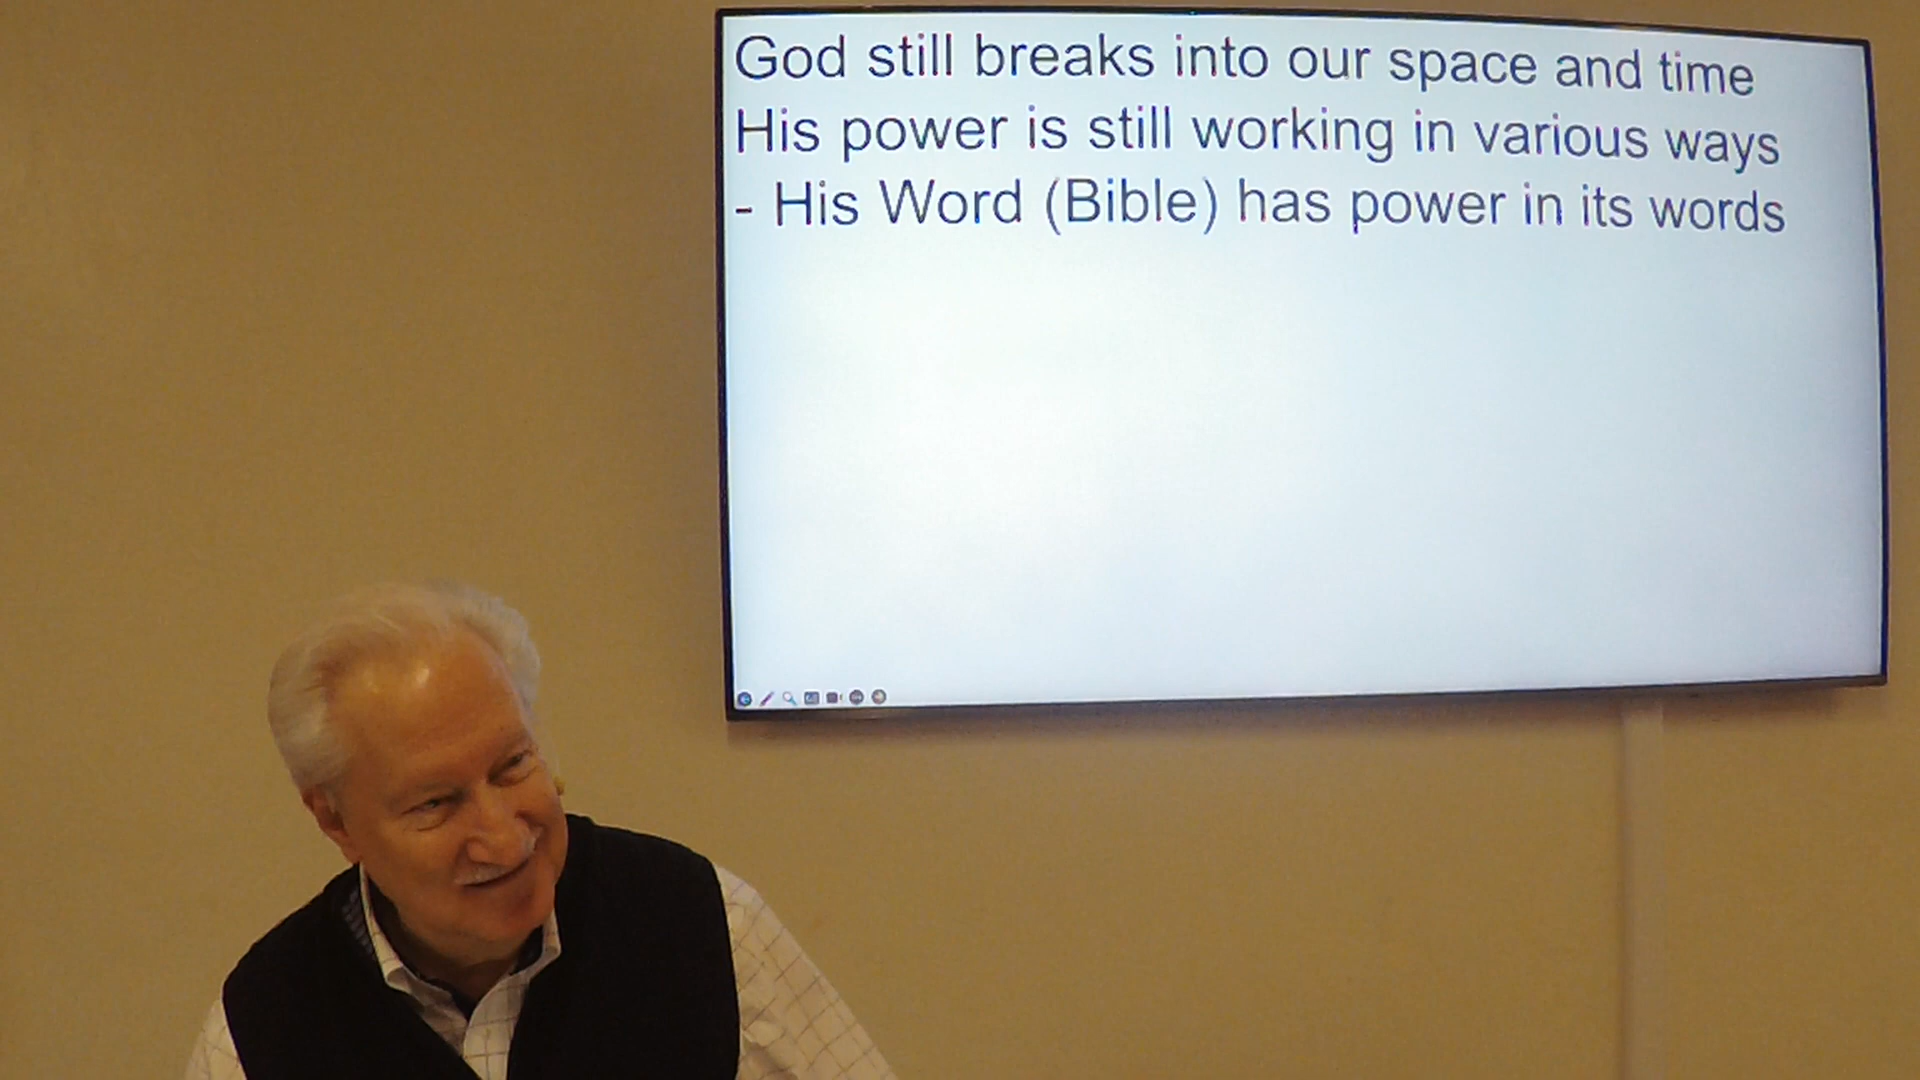 God still breaks into our space and time
His power is still working in various ways
- His Word (Bible) has power in its words